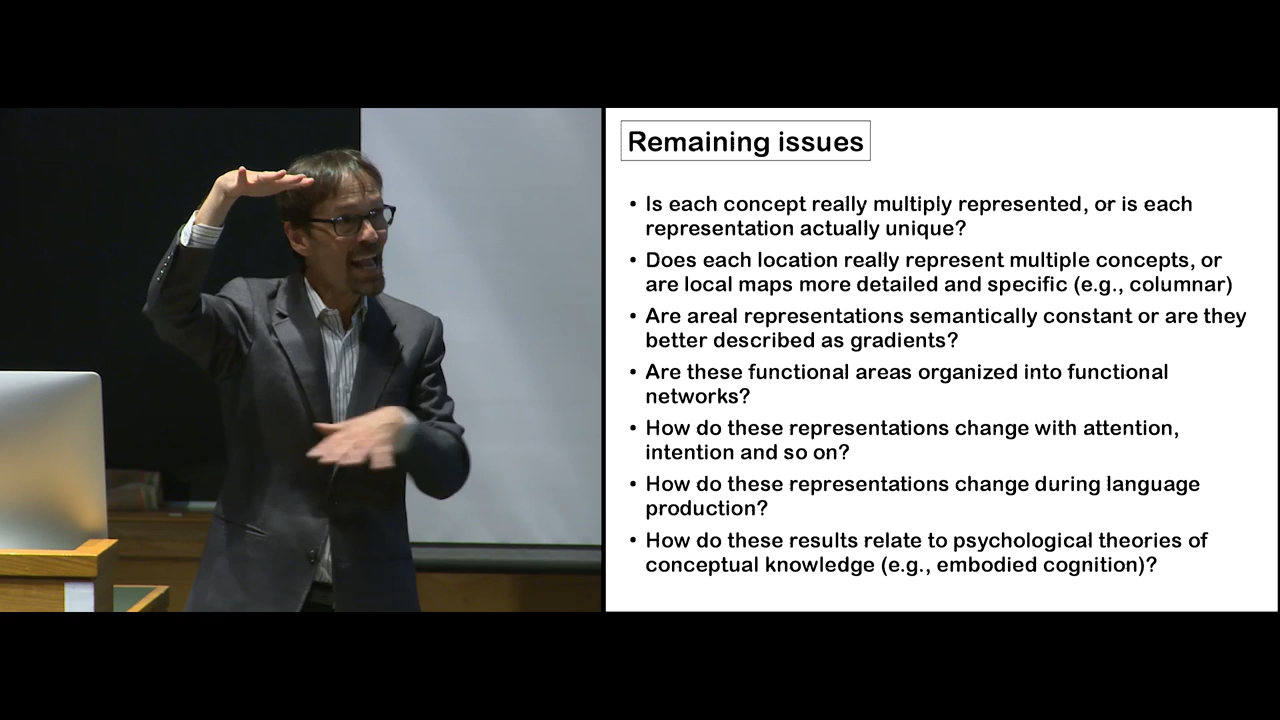 Remaining issues
• Is each concept really multiply represented, or is each
representation actually unique?
• Does each location really represent multiple concepts, or
are local maps more detailed and specific (e.g., columnar)
• Are areal representations semantically constant or are they
better described as gradients?
• Are these functional areas organized into functional
networks?
• How do these representations change with attention,
intention and so on?
• How do these representations change during language
production?
• How do these results relate to psychological theories of
conceptual knowledge (e.g., embodied cognition)?